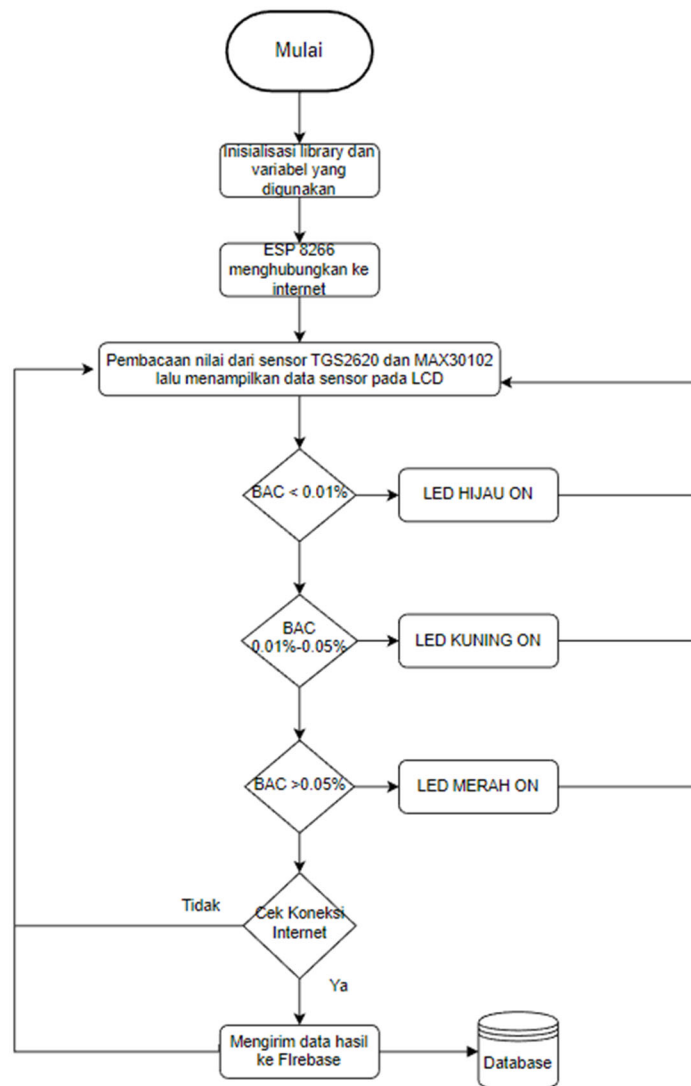 Mulai
Inisialisasi library dan
variabel yang
digunakan
ESP 8266
menghubungkan ke
internet
Pembacaan nilai dari sensor TGS2620 dan MAX30102
lalu menampilkan data sensor pada LCD
BAC < 0.01%
LED HIJAU ON
BAC
0.01%-0.05%
LED KUNING ON
BAC >0.05%
LED MERAH ON
Tidak
Cek Koneksi
Internet
Ya
Mengirim data hasil
ke FIrebase
Database